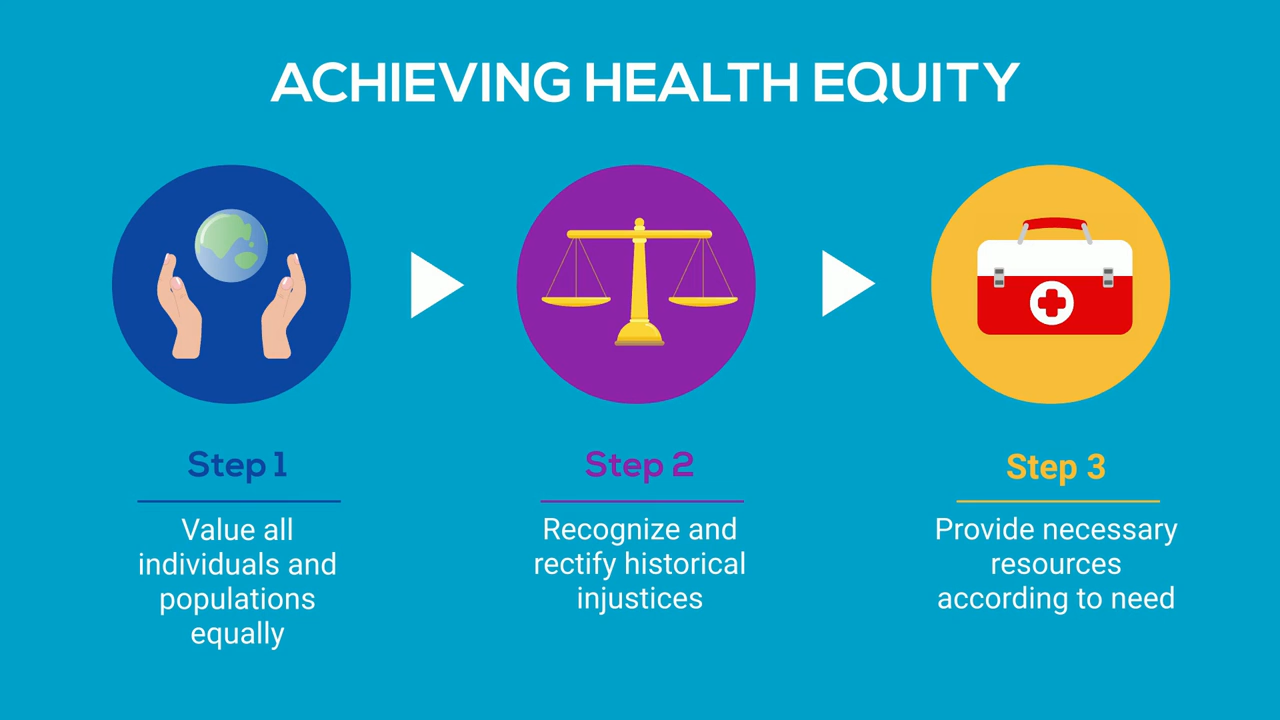 ACHIEVING HEALTH EQUITY
Step 1
Value all
individuals and
populations
equally
Step 2
Recognize and
rectify historical
injustices
Step 3
Provide necessary
resources
according to need